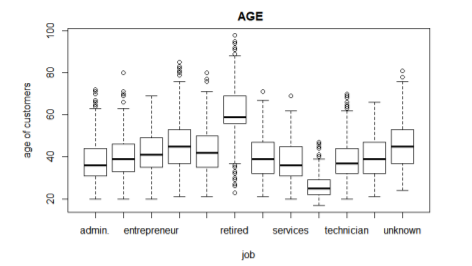 AGE
100
80
60
40
20
age of customers
admin. entrepreneur retired services technician unknown
job